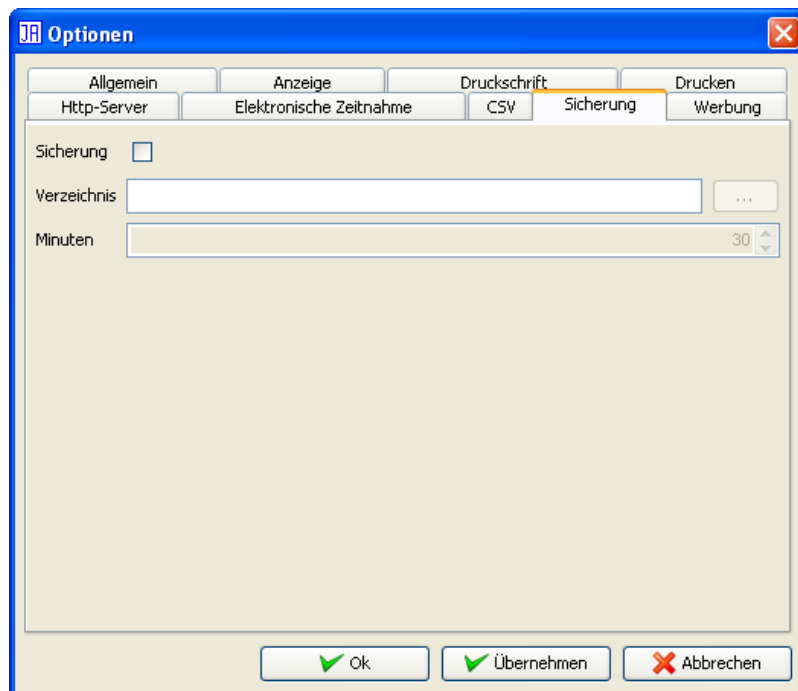 JA Optionen
Allgemein Anzeige Druckschrift Drucken
Http-Server Elektronische Zeitnahme CSV Sicherung Werbung
Sicherung
Verzeichnis ...
Minuten 30
Ok Übernehmen Abbrechen